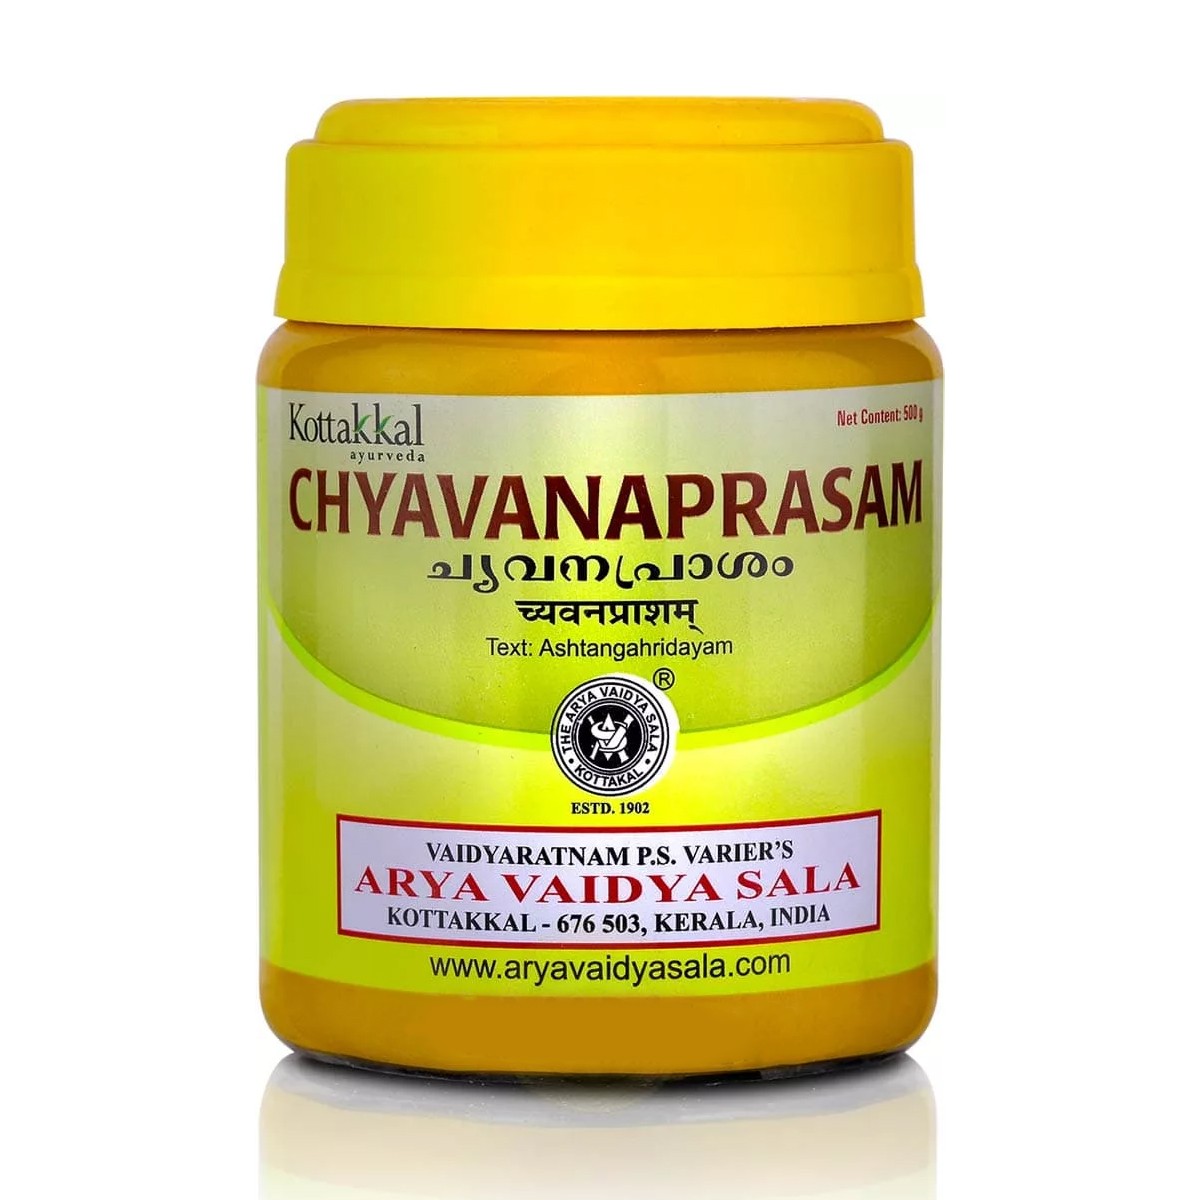 Kottakkal
ayurveda
Net Content: 500 g
CHYAVANAPRASAM
ച്യവനപ്രാശം
च्यवनप्राशम्
Text: Ashtangahridayam
®
THE ARYA VAIDYA SALA
• KOTTAKAL •
ESTD. 1902
VAIDYARATNAM P.S. VARIER'S
ARYA VAIDYA SALA
KOTTAKKAL - 676 503, KERALA, INDIA
www.aryavaidyasala.com